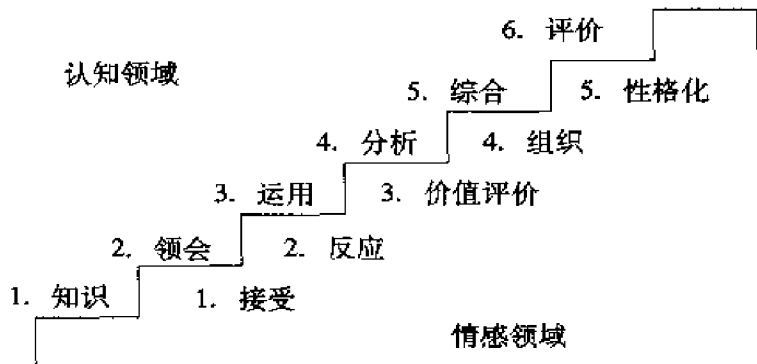 6. 评价
认知领域
5. 综合
5. 性格化
4. 分析
4. 组织
3. 运用
3. 价值评价
2. 领会
2. 反应
1. 知识
1. 接受
情感领域